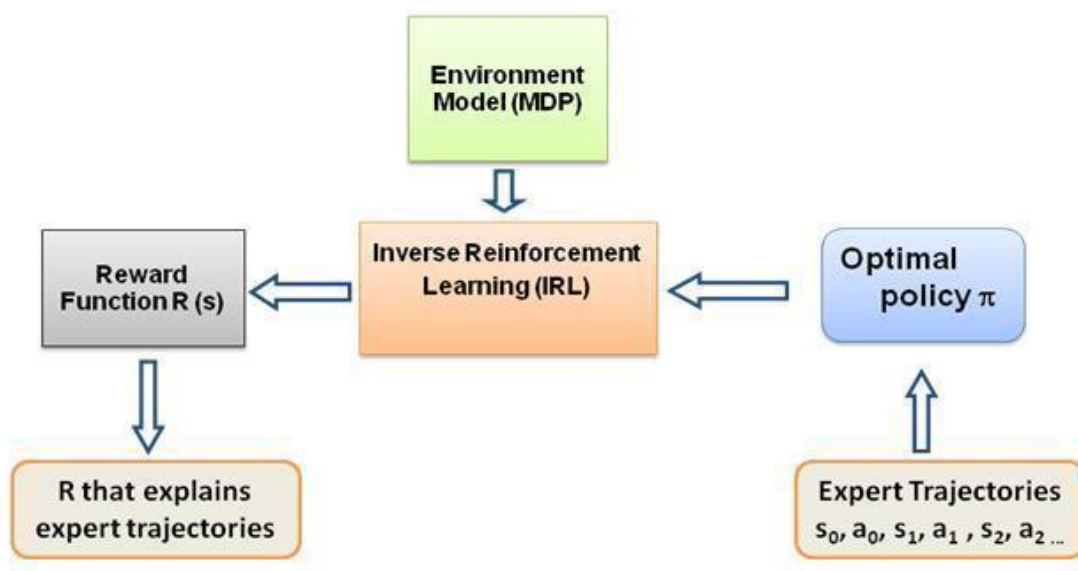 Environment
Model (MDP)
Inverse Reinforcement
Learning (IRL)
Reward
Function R (s)
Optimal
policy π
R that explains
expert trajectories
Expert Trajectories
s₀, a₀, s₁, a₁ , s₂, a₂ ...